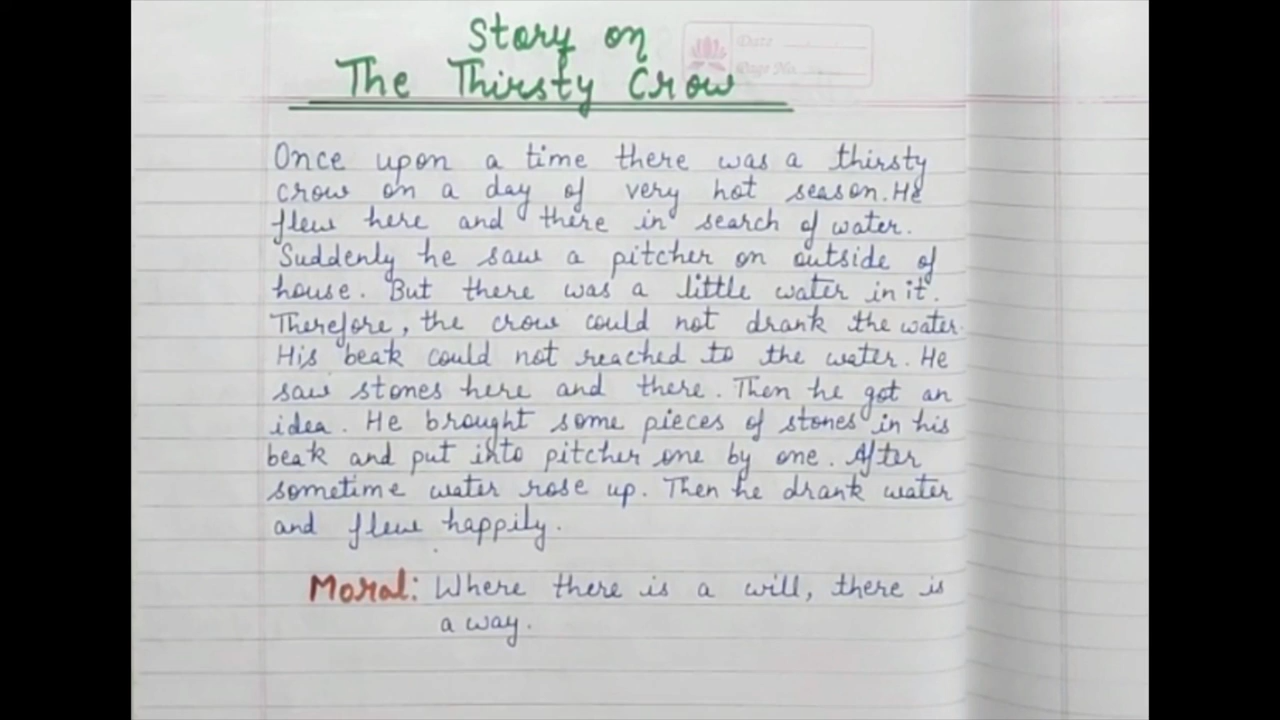 Story on
Date
The Thirsty Crow
Page No.
Once upon a time there was a thirsty
crow on a day of very hot season. He
flew here and there in search of water.
Suddenly he saw a pitcher on outside of
house. But there was a little water in it.
Therefore, the crow could not drank the water.
His beak could not reached to the water. He
saw stones here and there. Then he got an
idea. He brought some pieces of stones in his
beak and put into pitcher one by one. After
sometime water rose up. Then he drank water
and flew happily.
Moral: Where there is a will, there is
a way.